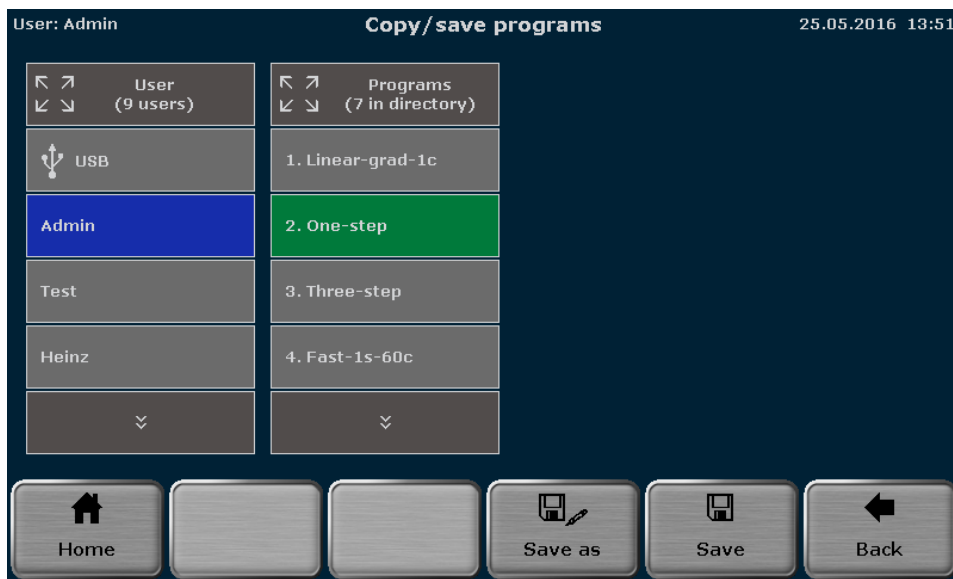 User: Admin
Copy/save programs
25.05.2016 13:51
User
(9 users)
Programs
(7 in directory)
USB
1. Linear-grad-1c
Admin
2. One-step
Test
3. Three-step
Heinz
4. Fast-1s-60c
Home
Save as
Save
Back